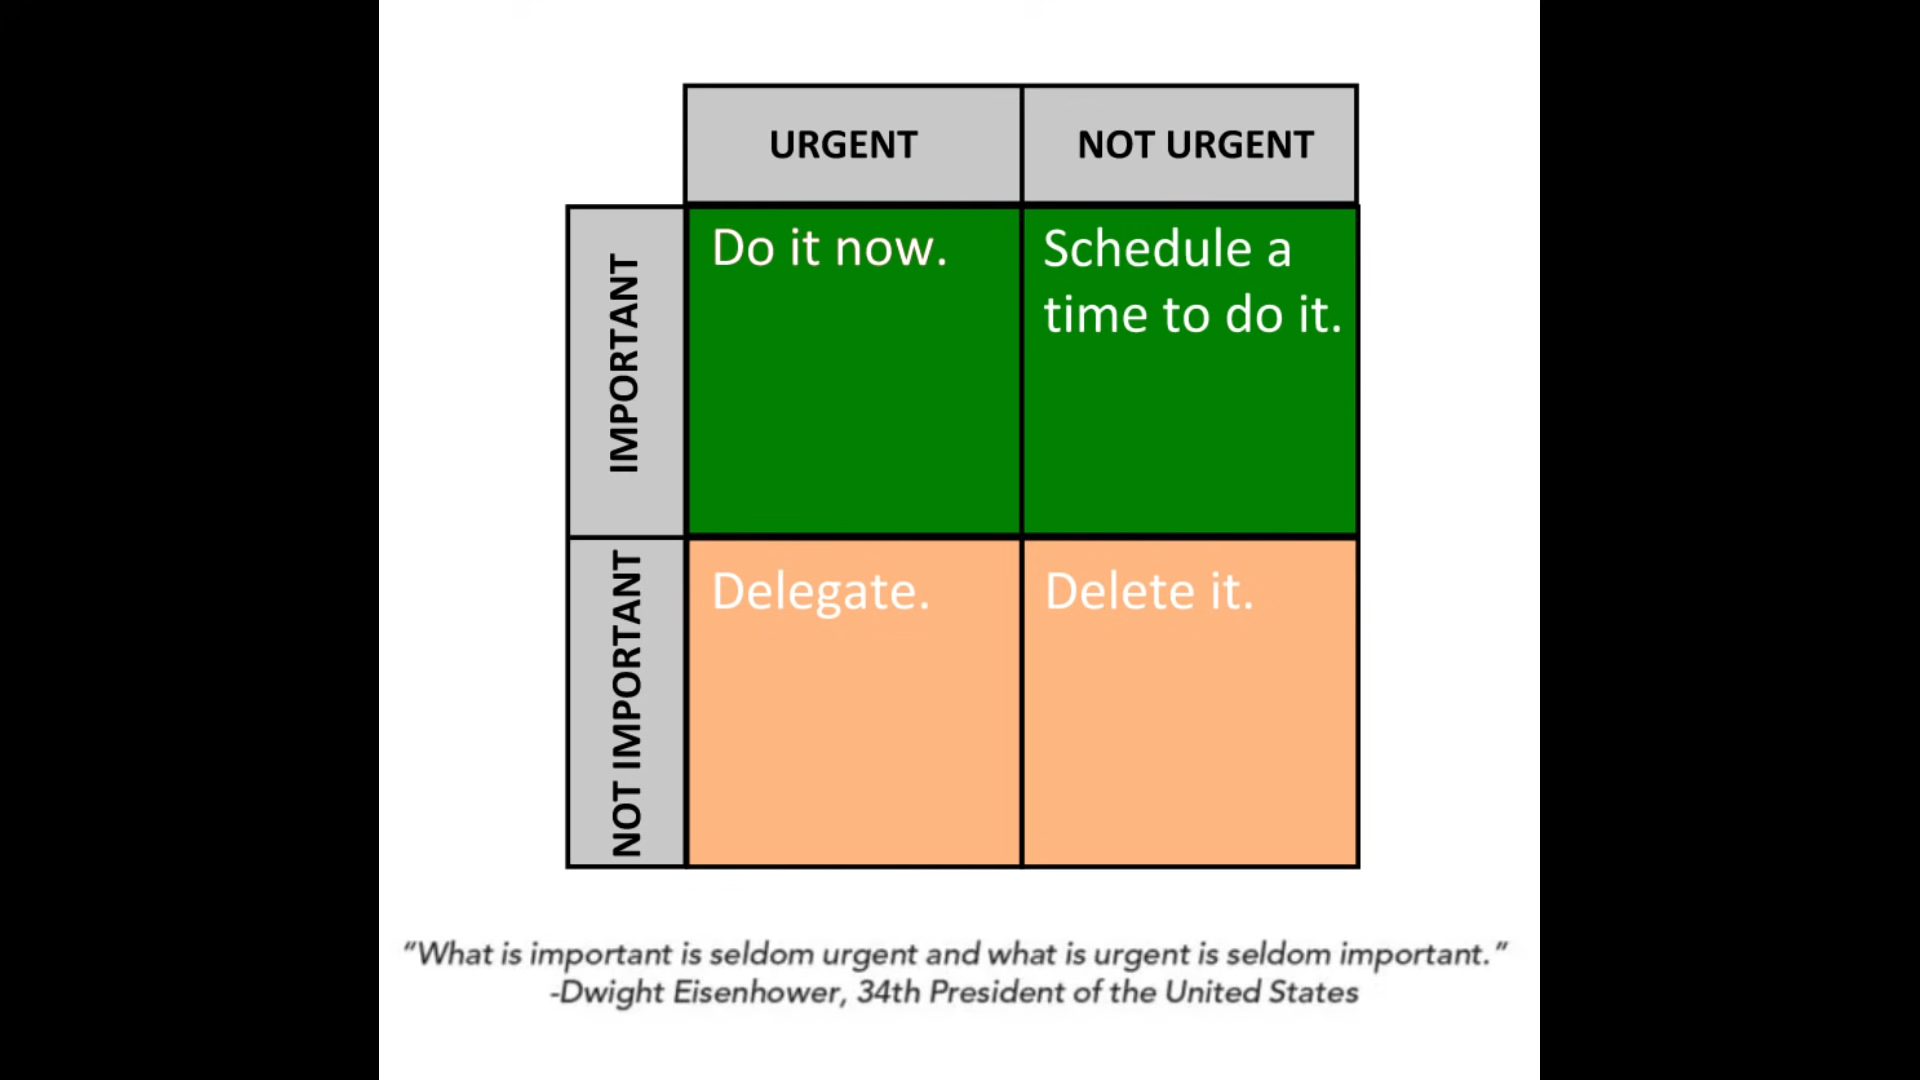 URGENT
NOT URGENT
IMPORTANT
Do it now.
Schedule a
time to do it.
NOT IMPORTANT
Delegate.
Delete it.
“What is important is seldom urgent and what is urgent is seldom important.”
-Dwight Eisenhower, 34th President of the United States